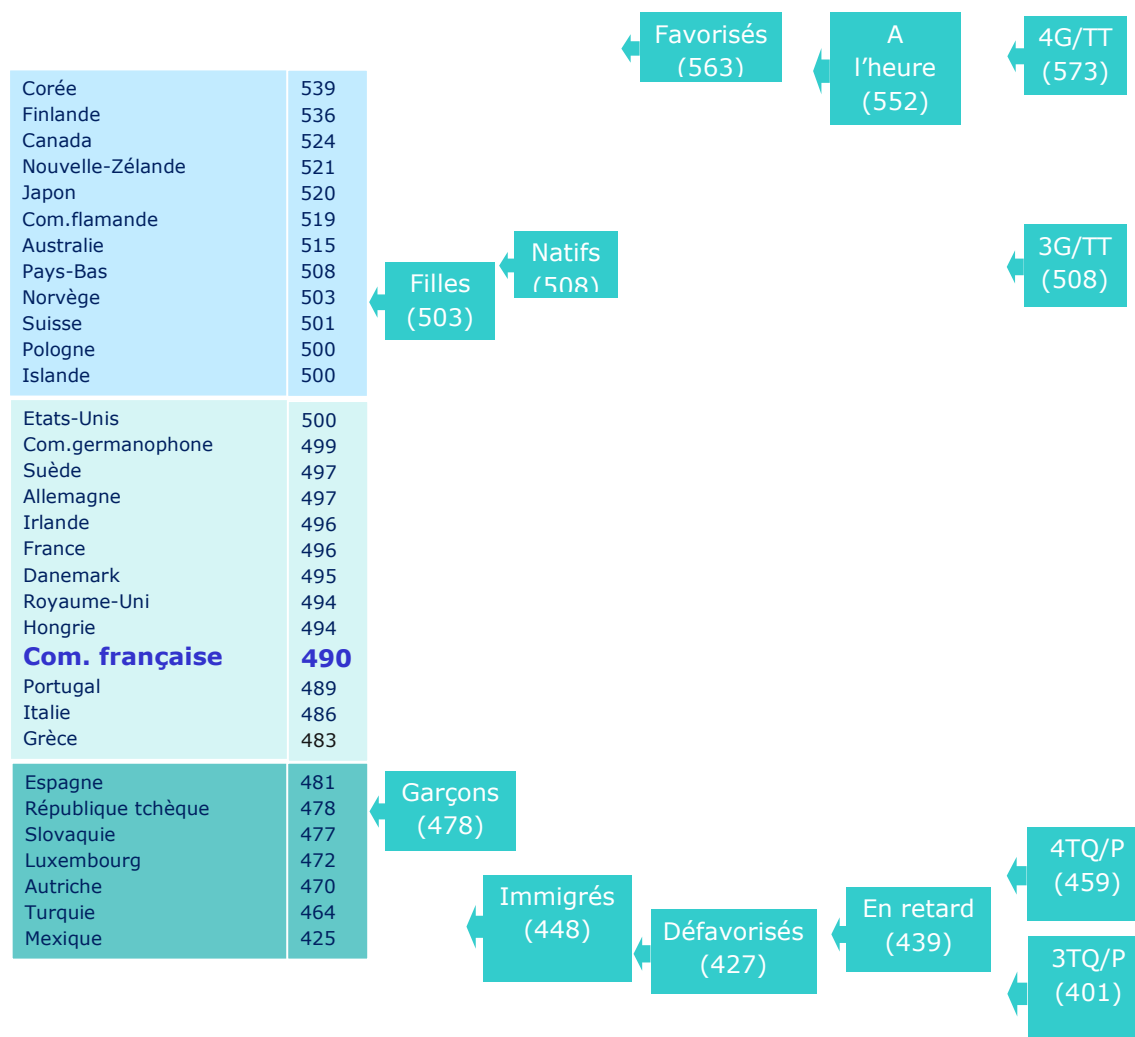 Favorisés
(563)
A
l’heure
(552)
4G/TT
(573)
Corée 539
Finlande 536
Canada 524
Nouvelle-Zélande 521
Japon 520
Com.flamande 519
Australie 515
Pays-Bas 508
Norvège 503
Suisse 501
Pologne 500
Islande 500
Filles
(503)
Natifs
(508)
3G/TT
(508)
Etats-Unis 500
Com.germanophone 499
Suède 497
Allemagne 497
Irlande 496
France 496
Danemark 495
Royaume-Uni 494
Hongrie 494
Com. française 490
Portugal 489
Italie 486
Grèce 483
Espagne 481
République tchèque 478
Slovaquie 477
Luxembourg 472
Autriche 470
Turquie 464
Mexique 425
Garçons
(478)
Immigrés
(448)
Défavorisés
(427)
En retard
(439)
4TQ/P
(459)
3TQ/P
(401)